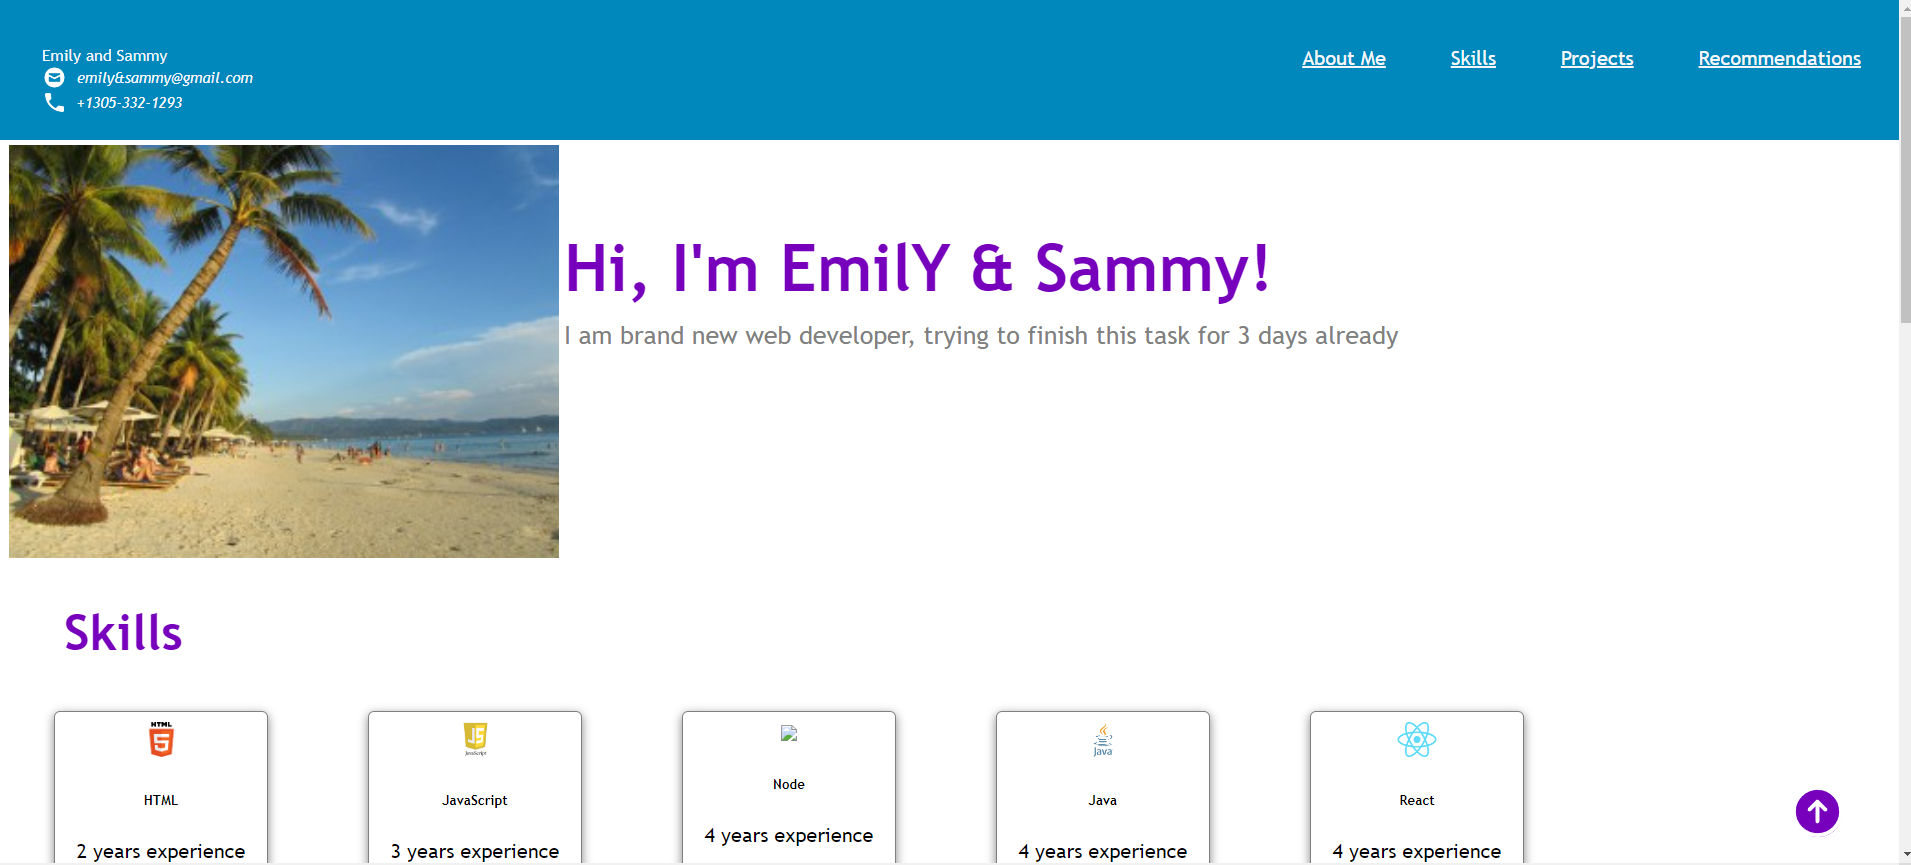 Emily and Sammy
emily&sammy@gmail.com
+1305-332-1293
About Me Skills Projects Recommendations
Hi, I'm EmilY & Sammy!
I am brand new web developer, trying to finish this task for 3 days already
Skills
HTML
5
JS
JavaScript
Java
HTML
JavaScript
Node
Java
React
2 years experience
3 years experience
4 years experience
4 years experience
4 years experience